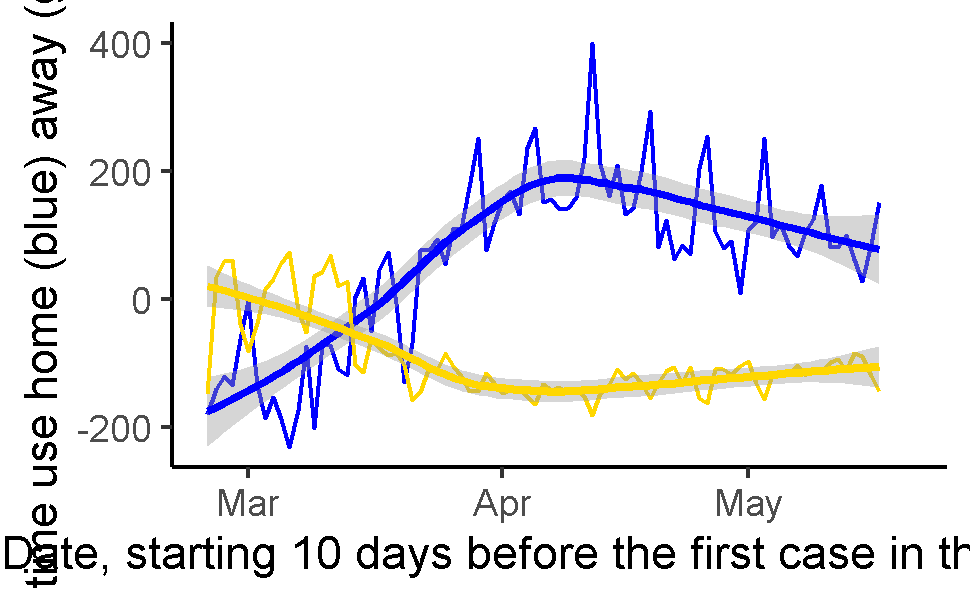 time use home (blue) away (
400
200
0
-200
Mar
Apr
May
Date, starting 10 days before the first case in th